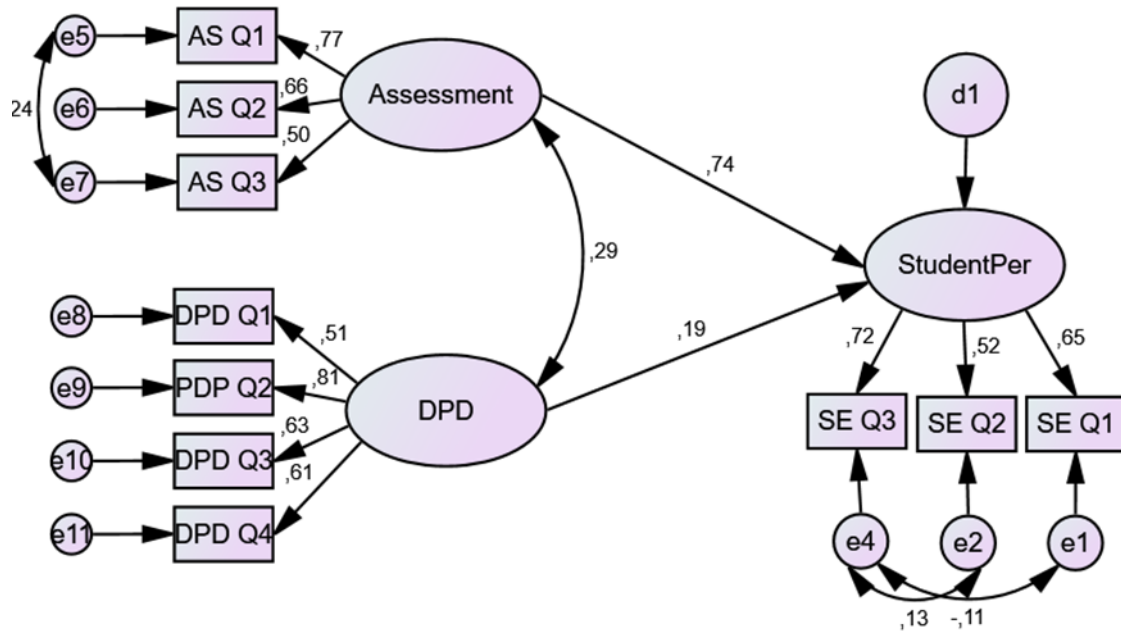 e5
AS Q1
,77
e6
AS Q2
,66
24
e7
AS Q3
,50
Assessment
d1
,74
,29
StudentPer
e8
DPD Q1
,51
e9
PDP Q2
,81
e10
DPD Q3
,63
e11
DPD Q4
,61
DPD
,19
,72
,52
,65
SE Q3
SE Q2
SE Q1
e4
e2
e1
,13
-,11